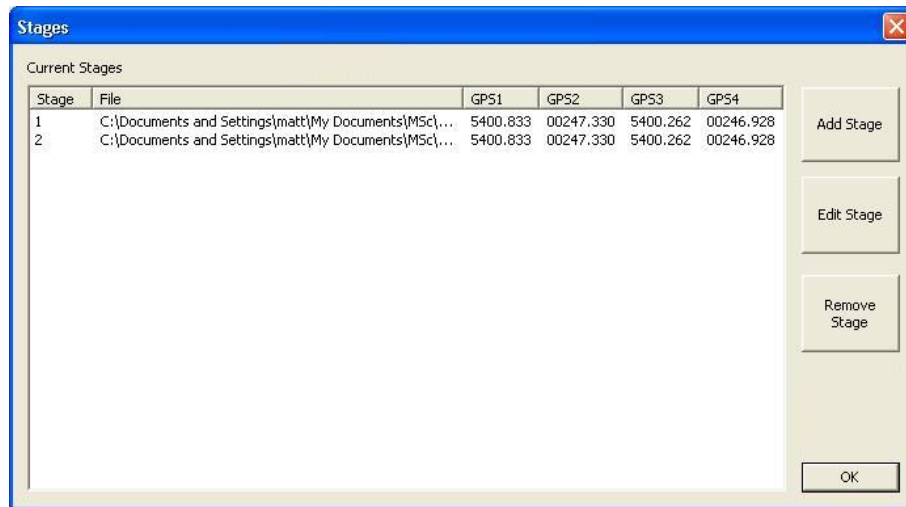 Stages
Current Stages
Stage File GPS1 GPS2 GPS3 GPS4
1 C:\Documents and Settings\matt\My Documents\MSc\... 5400.833 00247.330 5400.262 00246.928
2 C:\Documents and Settings\matt\My Documents\MSc\... 5400.833 00247.330 5400.262 00246.928
Add Stage
Edit Stage
Remove
Stage
OK